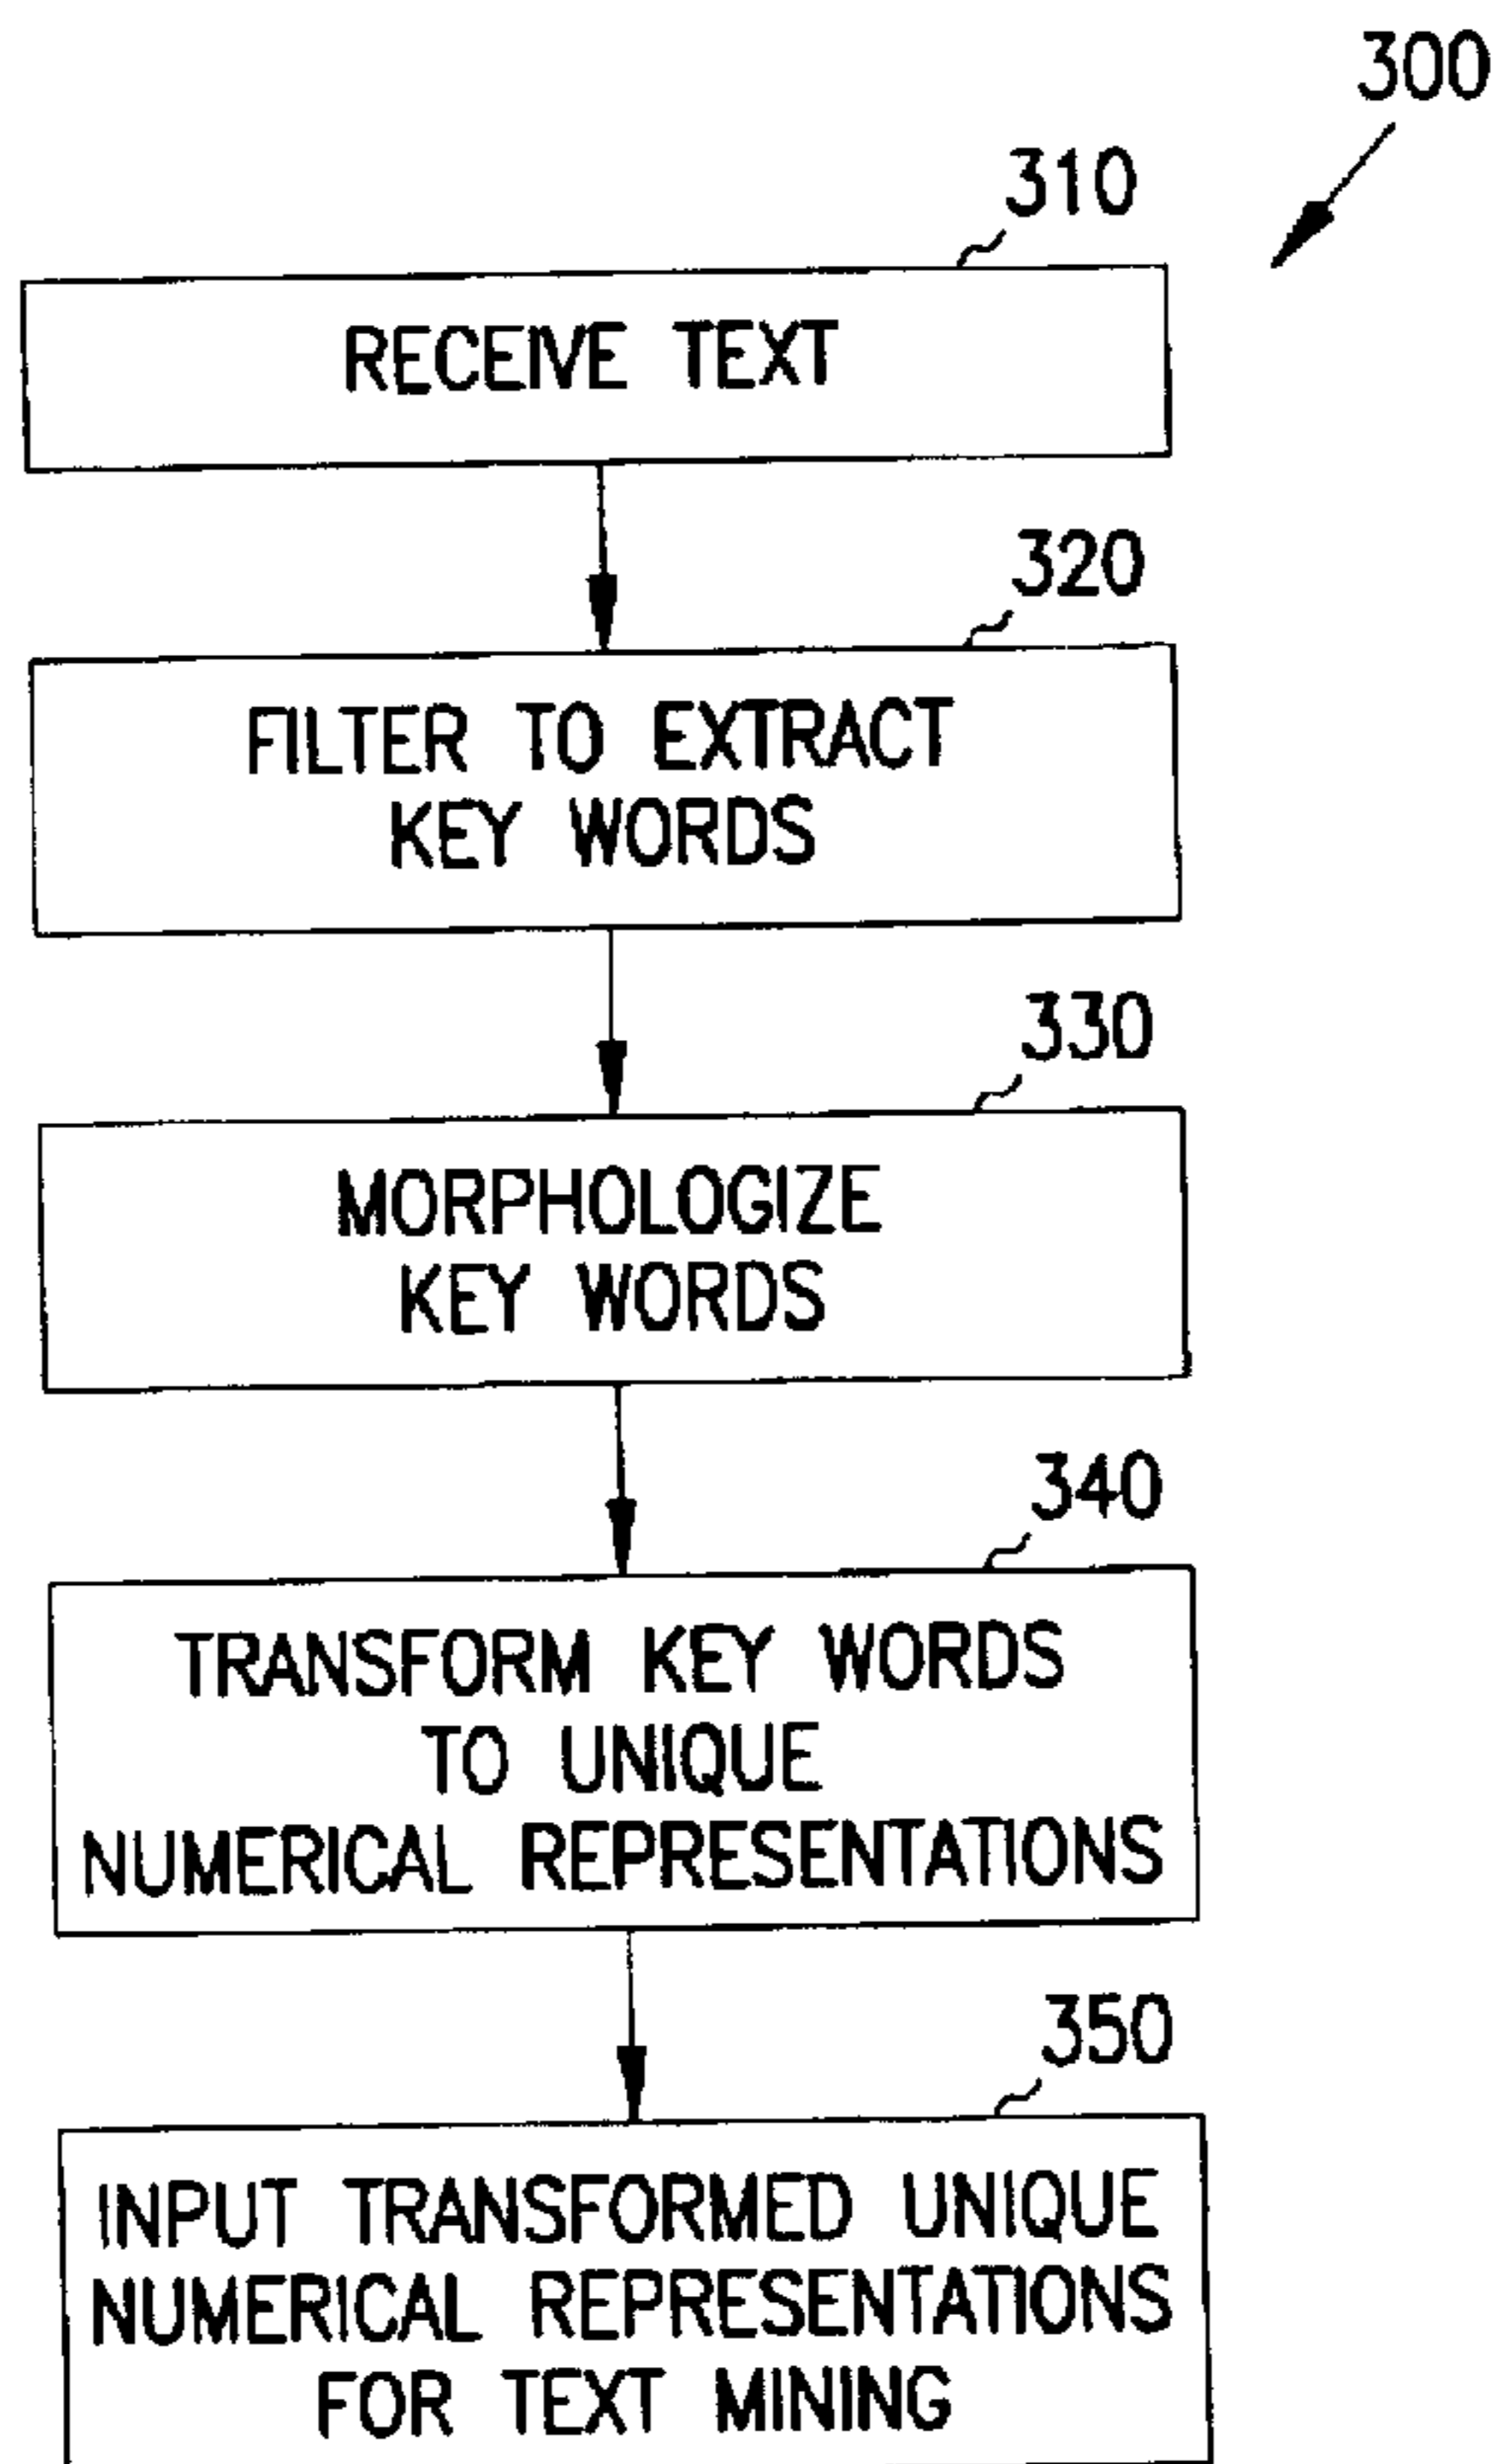 300
310
RECEIVE TEXT
320
FILTER TO EXTRACT
KEY WORDS
330
MORPHOLOGIZE
KEY WORDS
340
TRANSFORM KEY WORDS
TO UNIQUE
NUMERICAL REPRESENTATIONS
350
INPUT TRANSFORMED UNIQUE
NUMERICAL REPRESENTATIONS
FOR TEXT MINING